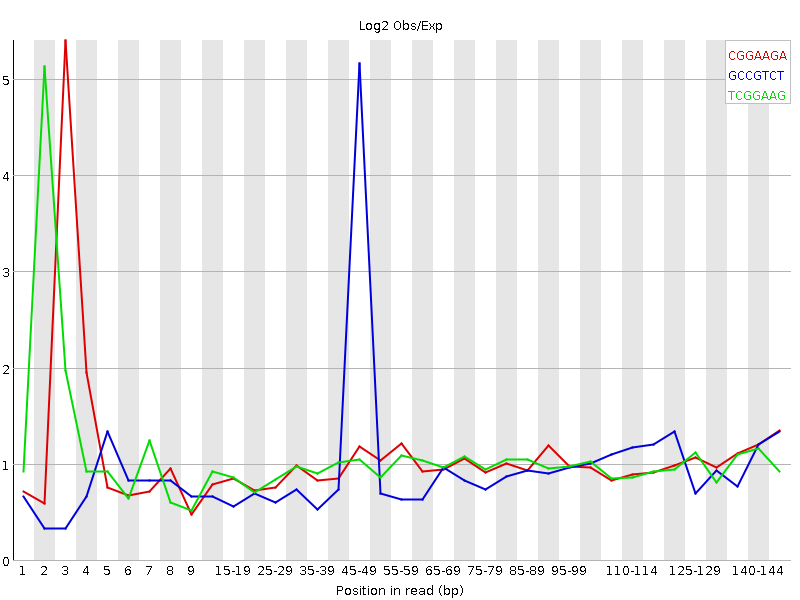 Log2 Obs/Exp
CGGAAGA
GCCGTCT
TCGGAAG
5
4
3
2
1
0
1 2 3 4 5 6 7 8 9 15-19 25-29 35-39 45-49 55-59 65-69 75-79 85-89 95-99 110-114 125-129 140-144
Position in read (bp)